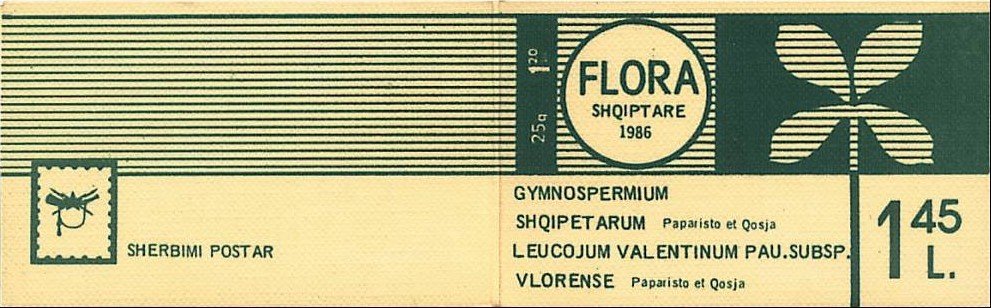 FLORA
SHQIPTARE
1986
25q 1.20
GYMNOSPERMIUM
SHQIPETARUM Paparisto et Qosja
LEUCOJUM VALENTINUM PAU.SUBSP.
VLORENSE Paparisto et Qosja
1 45 L.
SHERBIMI POSTAR